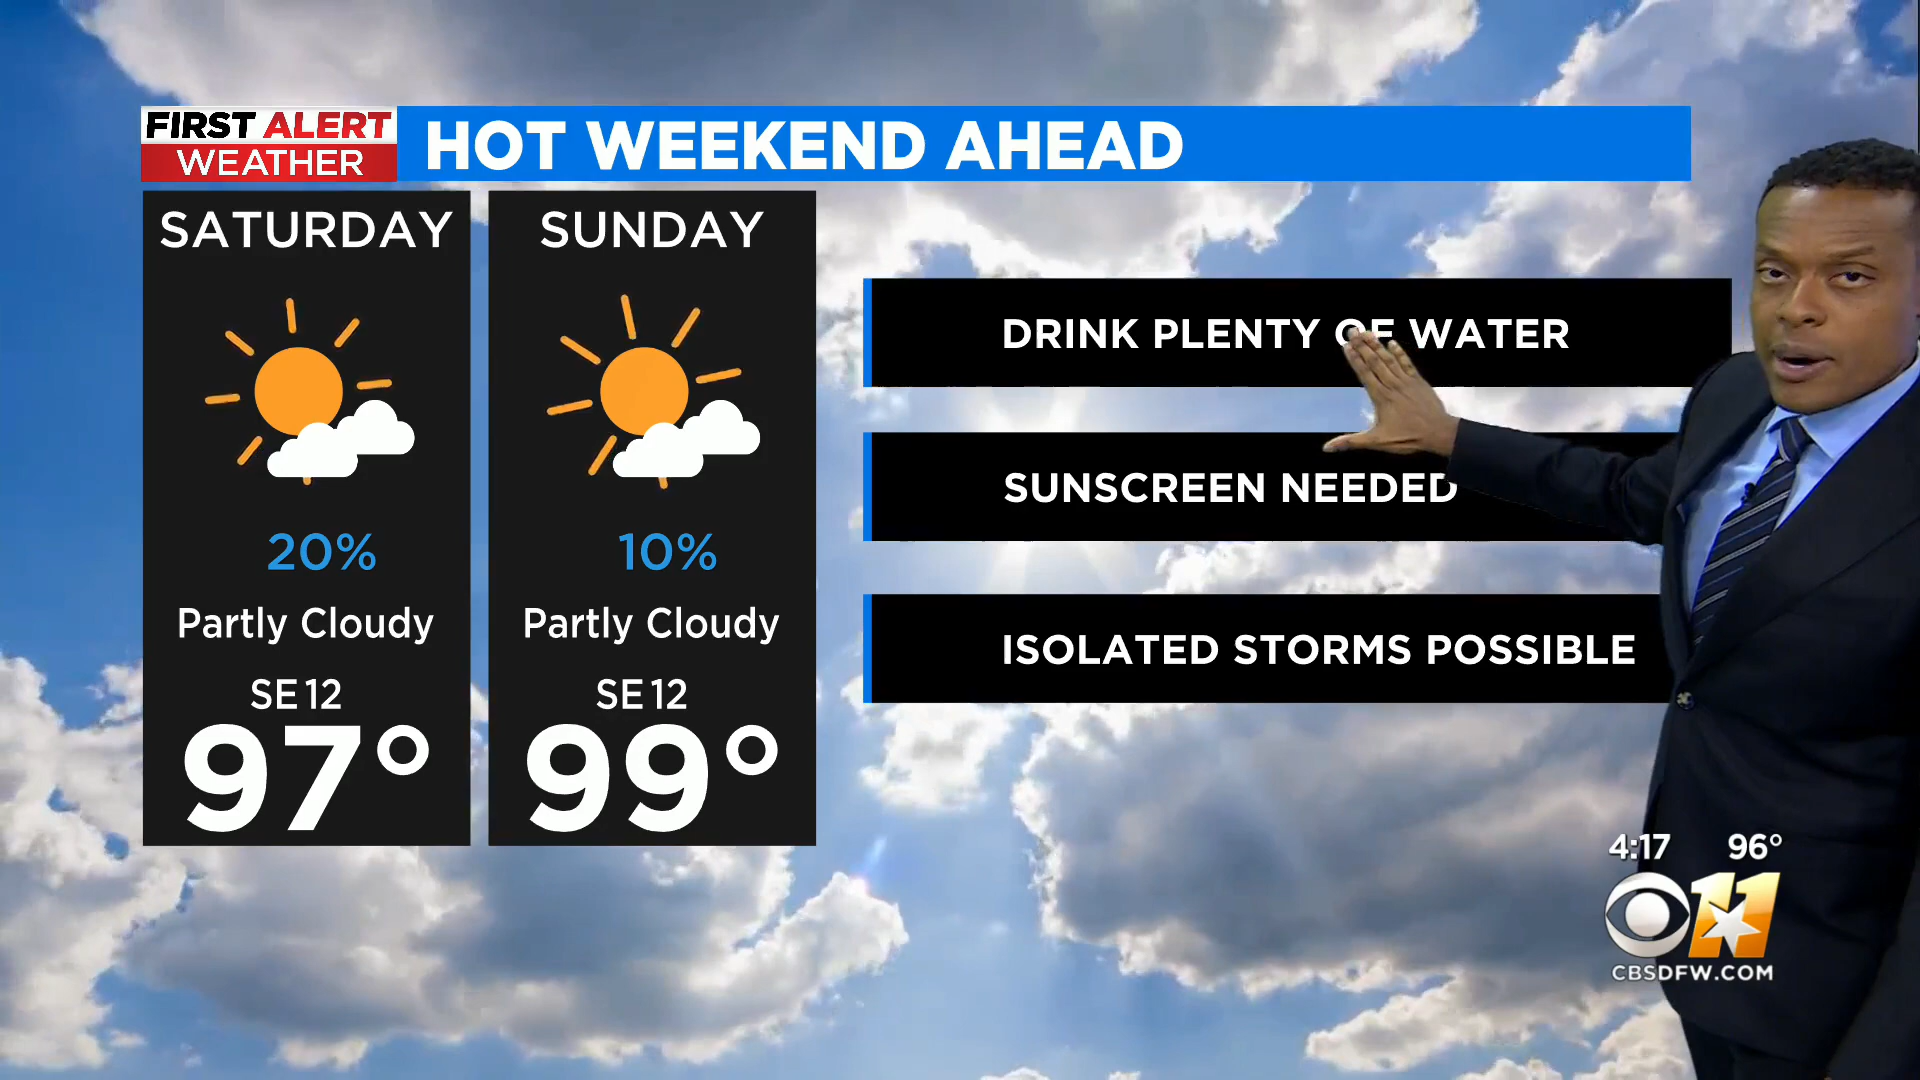 FIRST ALERT
WEATHER
HOT WEEKEND AHEAD
SATURDAY
20%
Partly Cloudy
SE 12
97°
SUNDAY
10%
Partly Cloudy
SE 12
99°
DRINK PLENTY OF WATER
SUNSCREEN NEEDED
ISOLATED STORMS POSSIBLE
4:17 96°
11
CBSDFW.COM